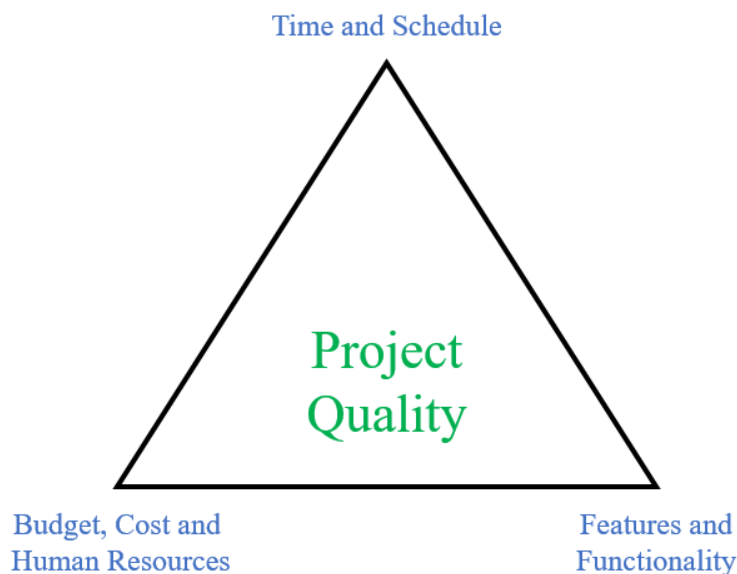 Time and Schedule
Project
Quality
Budget, Cost and
Human Resources
Features and
Functionality